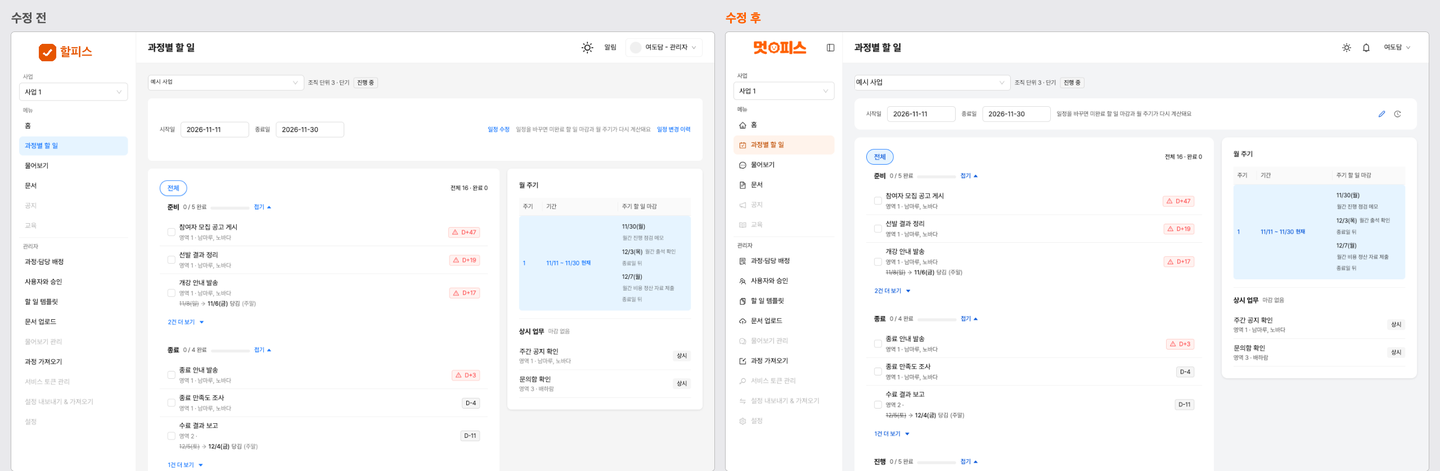 수정 전
할피스
사업
사업 1
메뉴
홈
과정별 할 일
물어보기
문서
공지
교육
관리자
과정·담당 배정
사용자와 승인
할 일 템플릿
문서 업로드
물어보기 관리
과정 가져오기
서비스 토큰 관리
설정 내보내기 & 가져오기
설정
과정별 할 일
알림
여도담 - 관리자
예시 사업
조직 단위 3 · 단기
진행 중
시작일 2026-11-11 종료일 2026-11-30
일정 수정 일정을 바꾸면 미완료 할 일 마감과 월 주기가 다시 계산돼요 일정 변경 이력
전체
전체 16 · 완료 0
준비 0 / 5 완료 접기
참여자 모집 공고 게시
영역 1 · 남마루, 노바다
D+47
선발 결과 정리
영역 1 · 남마루, 노바다
D+19
개강 안내 발송
영역 1 · 남마루, 노바다
11/8(일) → 11/6(금) 당김 (주말)
D+17
2건 더 보기
종료 0 / 4 완료 접기
종료 안내 발송
영역 1 · 남마루, 노바다
D+3
종료 만족도 조사
영역 1 · 남마루, 노바다
D-4
수료 결과 보고
영역 2 ·
12/5(토) → 12/4(금) 당김 (주말)
D-11
1건 더 보기
월 주기
주기 기간 주기 할 일 마감
1 11/11 ~ 11/30 현재
11/30(월)
월간 진행 점검 메모
12/3(목) 월간 출석 확인
종료일 뒤
12/7(월)
월간 비용 정산 자료 제출
종료일 뒤
상시 업무 마감 없음
주간 공지 확인
영역 1 · 남마루, 노바다
상시
문의함 확인
영역 3 · 배하람
상시
수정 후
멋피스
사업
사업 1
메뉴
홈
과정별 할 일
물어보기
문서
공지
교육
관리자
과정·담당 배정
사용자와 승인
할 일 템플릿
문서 업로드
물어보기 관리
과정 가져오기
서비스 토큰 관리
설정 내보내기 & 가져오기
설정
과정별 할 일
여도담
예시 사업
조직 단위 3 · 단기
진행 중
시작일 2026-11-11 종료일 2026-11-30 일정을 바꾸면 미완료 할 일 마감과 월 주기가 다시 계산돼요
전체
전체 16 · 완료 0
준비 0 / 5 완료 접기
참여자 모집 공고 게시
영역 1 · 남마루, 노바다
D+47
선발 결과 정리
영역 1 · 남마루, 노바다
D+19
개강 안내 발송
영역 1 · 남마루, 노바다
11/8(일) → 11/6(금) 당김 (주말)
D+17
2건 더 보기
종료 0 / 4 완료 접기
종료 안내 발송
영역 1 · 남마루, 노바다
D+3
종료 만족도 조사
영역 1 · 남마루, 노바다
D-4
수료 결과 보고
영역 2 ·
12/5(토) → 12/4(금) 당김 (주말)
D-11
1건 더 보기
진행 0 / 5 완료 접기
월 주기
주기 기간 주기 할 일 마감
1 11/11 ~ 11/30 현재
11/30(월)
월간 진행 점검 메모
12/3(목) 월간 출석 확인
종료일 뒤
12/7(월)
월간 비용 정산 자료 제출
종료일 뒤
상시 업무 마감 없음
주간 공지 확인
영역 1 · 남마루, 노바다
상시
문의함 확인
영역 3 · 배하람
상시